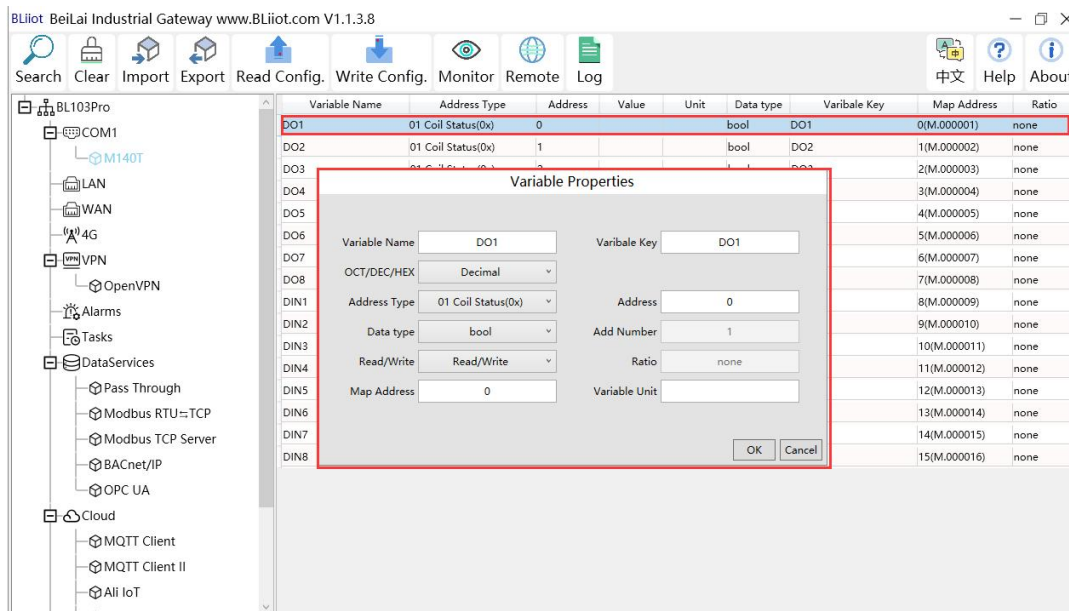 BLiiot BeiLai Industrial Gateway www.BLiiot.com V1.1.3.8
Search Clear Import Export Read Config. Write Config. Monitor Remote Log 中文 Help Abou
BL103Pro
COM1
M140T
LAN
WAN
4G
VPN VPN
OpenVPN
Alarms
Tasks
DataServices
Pass Through
Modbus RTU⇆TCP
Modbus TCP Server
BACnet/IP
OPC UA
Cloud
MQTT Client
MQTT Client II
Ali IoT
Variable Name Address Type Address Value Unit Data type Varibale Key Map Address Ratio
DO1 01 Coil Status(0x) 0 bool DO1 0(M.000001) none
DO2 01 Coil Status(0x) 1 bool DO2 1(M.000002) none
DO3 2(M.000003) none
DO4 3(M.000004) none
DO5 4(M.000005) none
DO6 5(M.000006) none
DO7 6(M.000007) none
DO8 7(M.000008) none
DIN1 8(M.000009) none
DIN2 9(M.000010) none
DIN3 10(M.000011) none
DIN4 11(M.000012) none
DIN5 12(M.000013) none
DIN6 13(M.000014) none
DIN7 14(M.000015) none
DIN8 15(M.000016) none
Variable Properties
Variable Name DO1 Varibale Key DO1
OCT/DEC/HEX Decimal
Address Type 01 Coil Status(0x) Address 0
Data type bool Add Number 1
Read/Write Read/Write Ratio none
Map Address 0 Variable Unit
OK Cancel